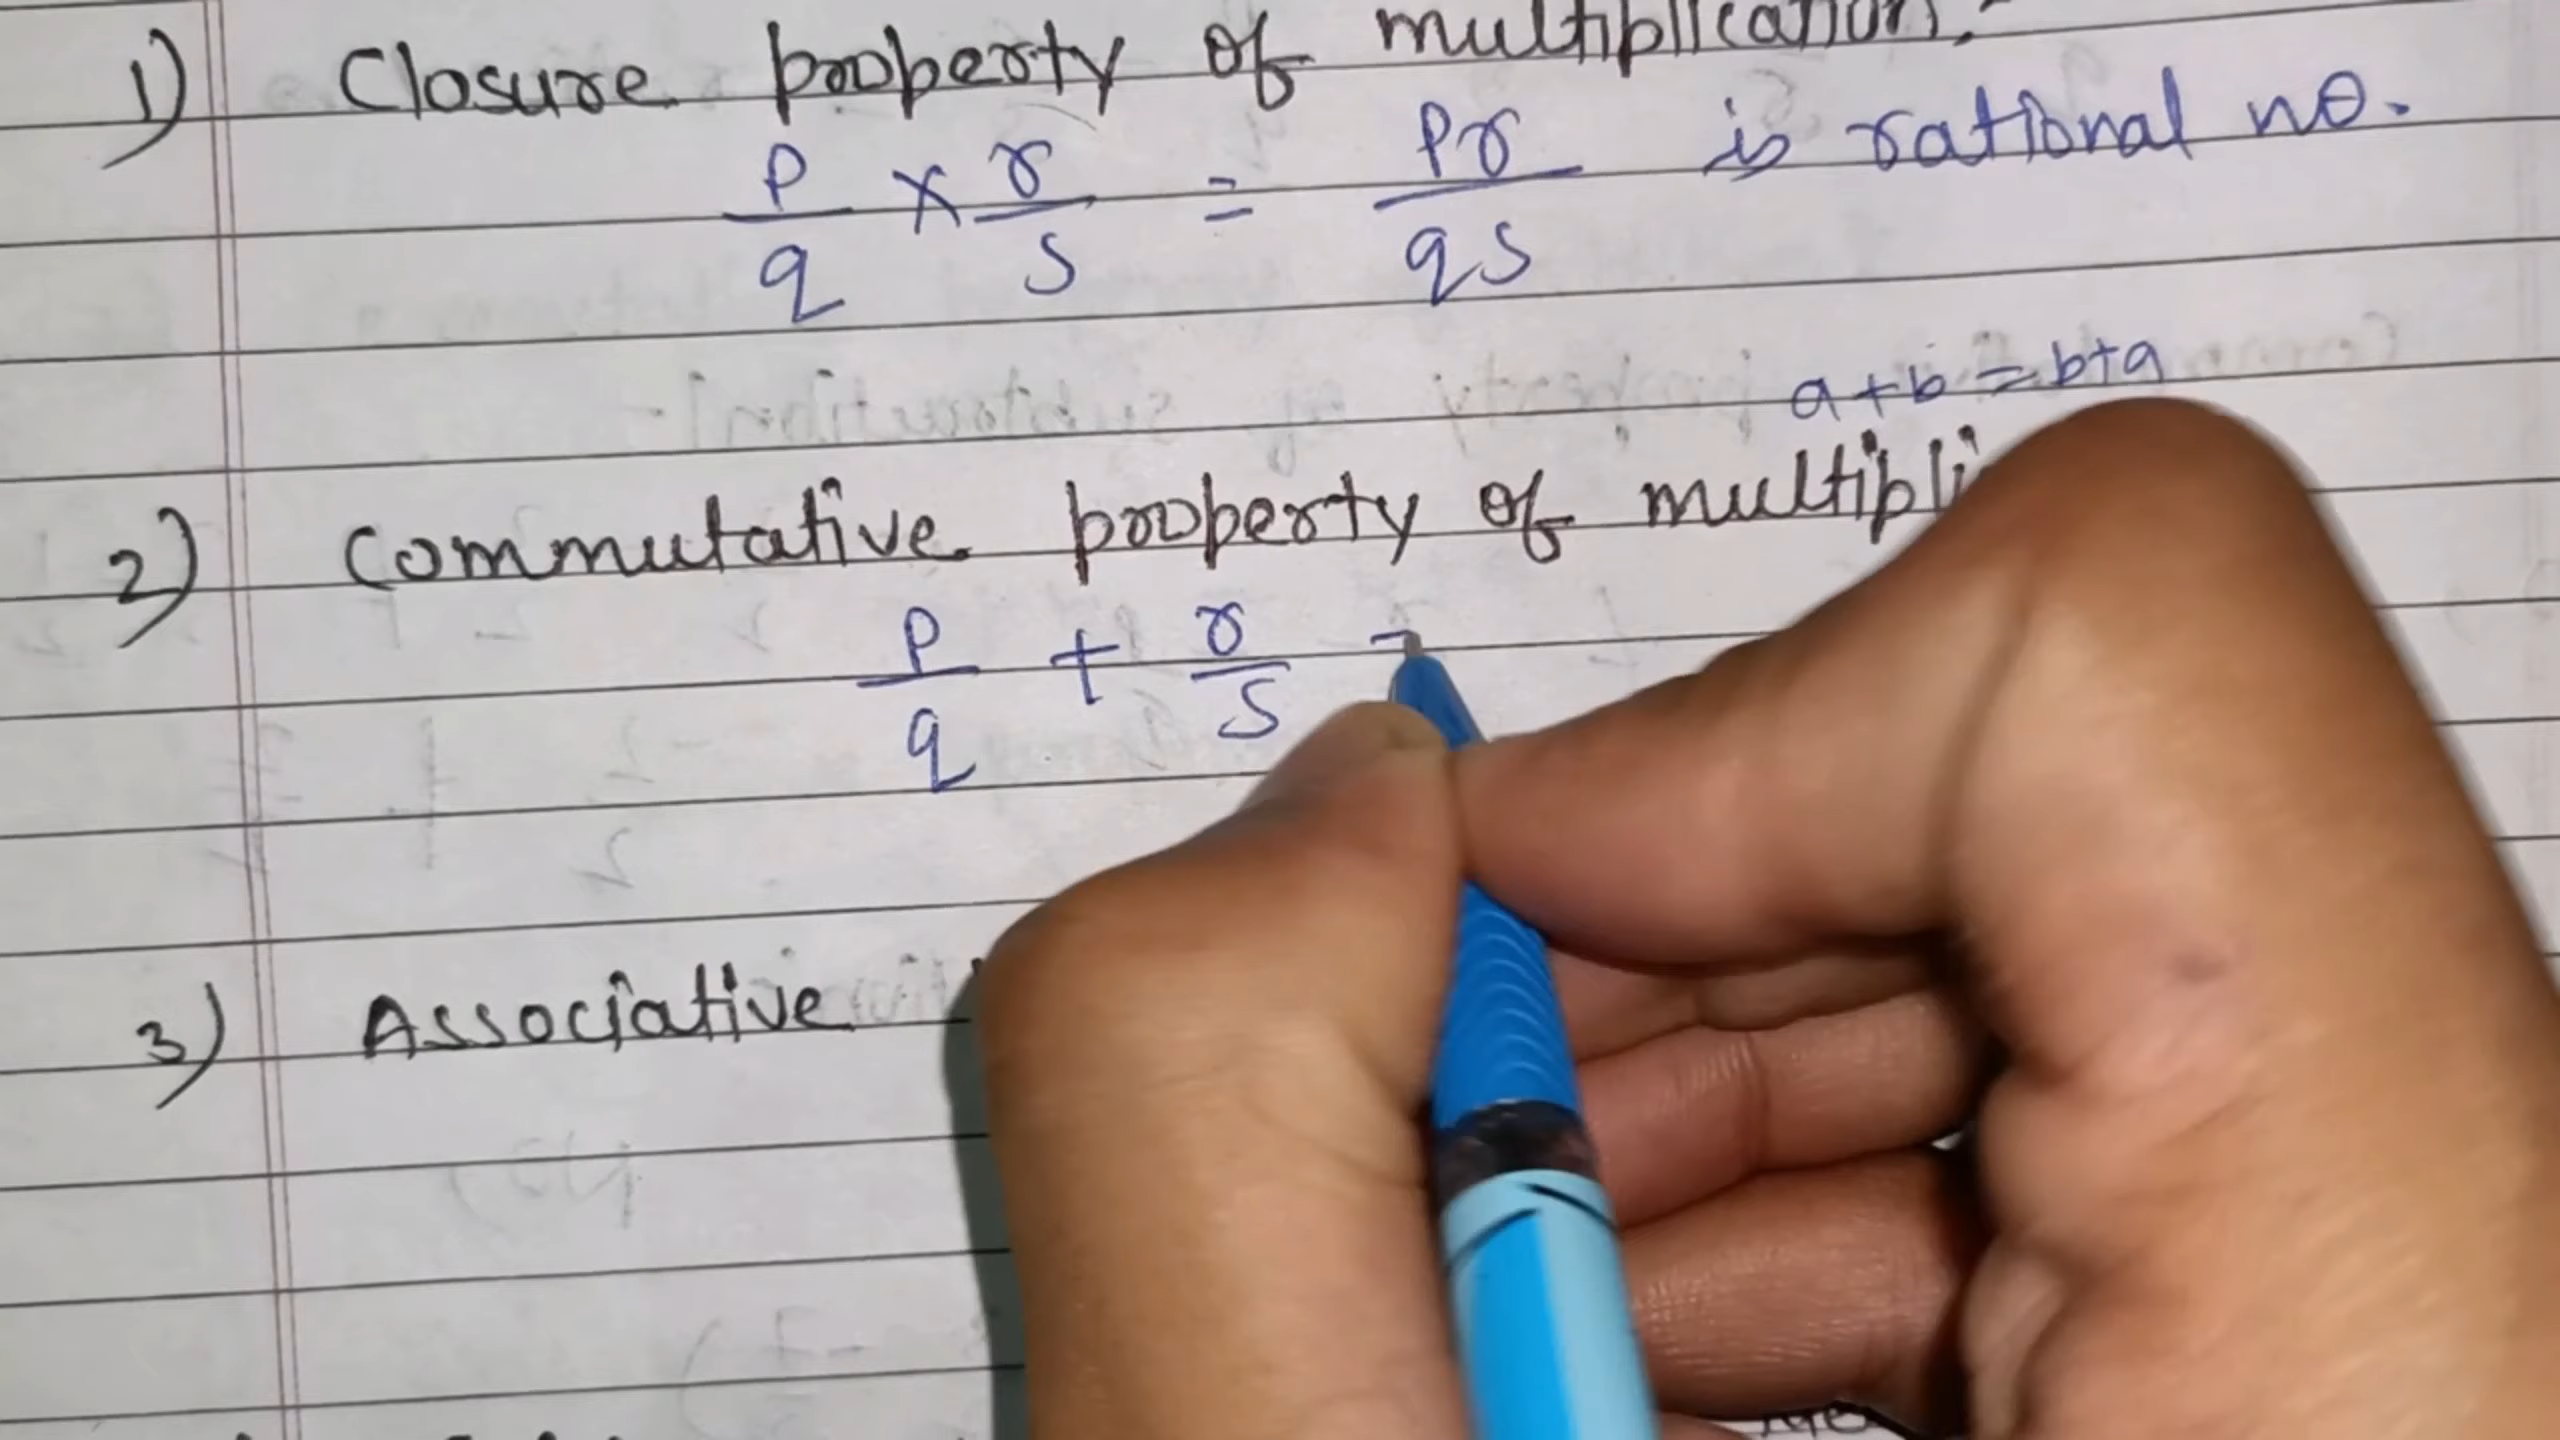 1) Closure property of multiplication:-
p/q × r/s = pr/qs is rational no.
a+b=b+a
2) Commutative property of multipli
p/q + r/s
3) Associative